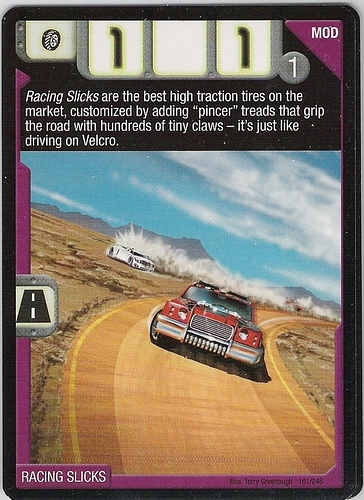 MOD
1 1
1
Racing Slicks are the best high traction tires on the
market, customized by adding "pincer" treads that grip
the road with hundreds of tiny claws – it's just like
driving on Velcro.
RACING SLICKS
Illus. Terry Greenough 161/246